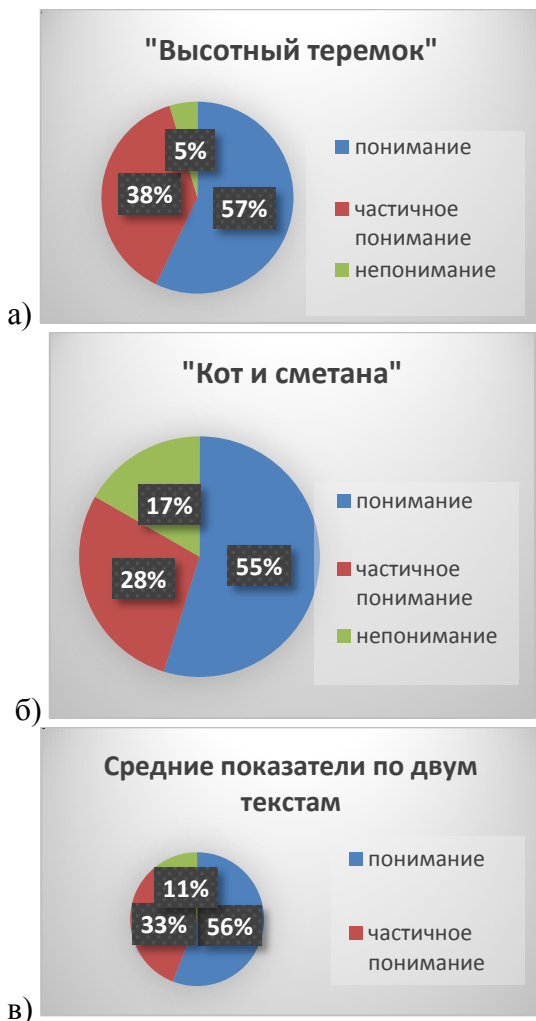 "Высотный теремок"
5%
38%
57%
понимание
частичное
понимание
непонимание
а)
"Кот и сметана"
17%
28%
55%
понимание
частичное
понимание
непонимание
б)
Средние показатели по двум
текстам
11%
33%
56%
понимание
частичное
понимание
в)